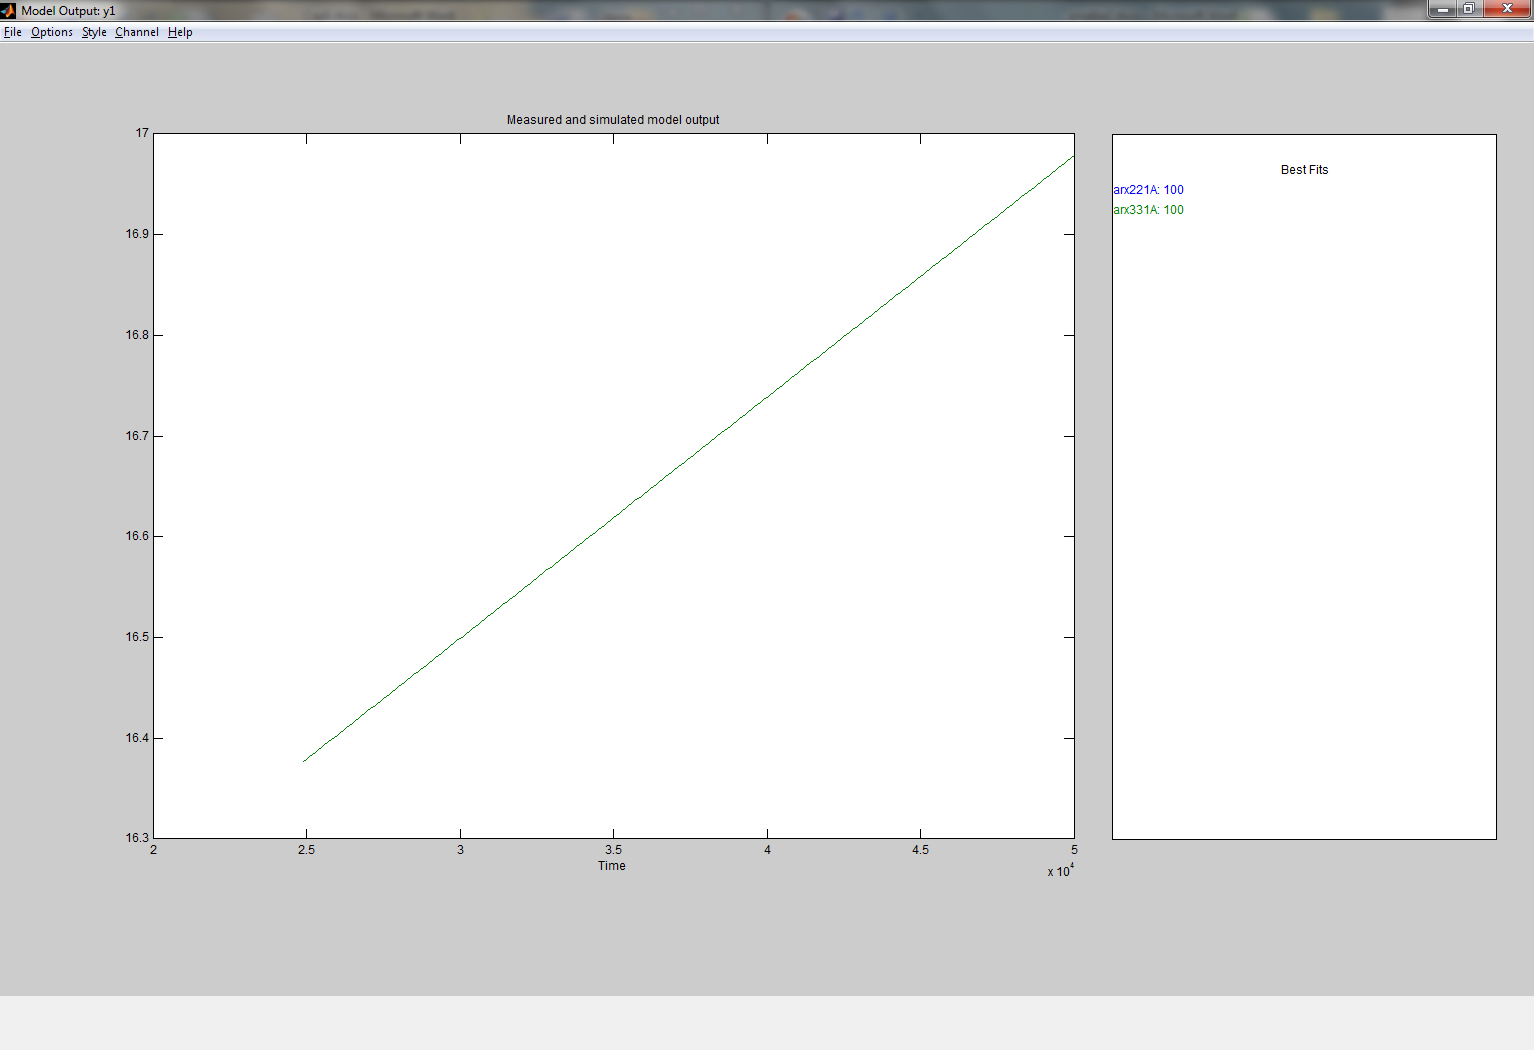 Model Output: y1
File Options Style Channel Help
Measured and simulated model output
17
16.9
16.8
16.7
16.6
16.5
16.4
16.3
2 2.5 3 3.5 4 4.5 5
Time
x 10^4
Best Fits
arx221A: 100
arx331A: 100